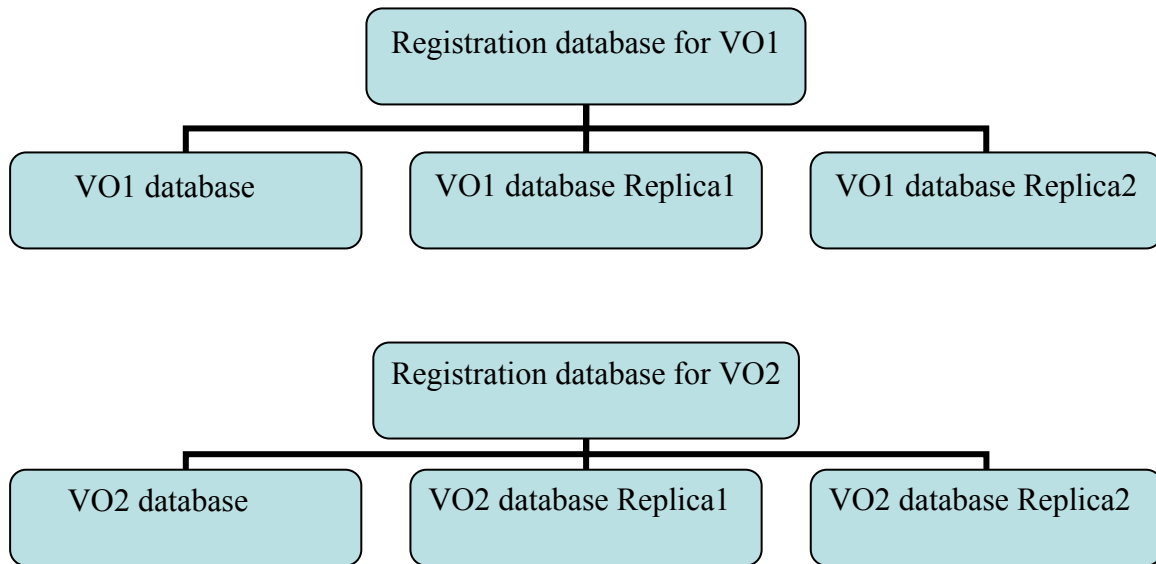 Registration database for VO1
VO1 database
VO1 database Replica1
VO1 database Replica2
Registration database for VO2
VO2 database
VO2 database Replica1
VO2 database Replica2